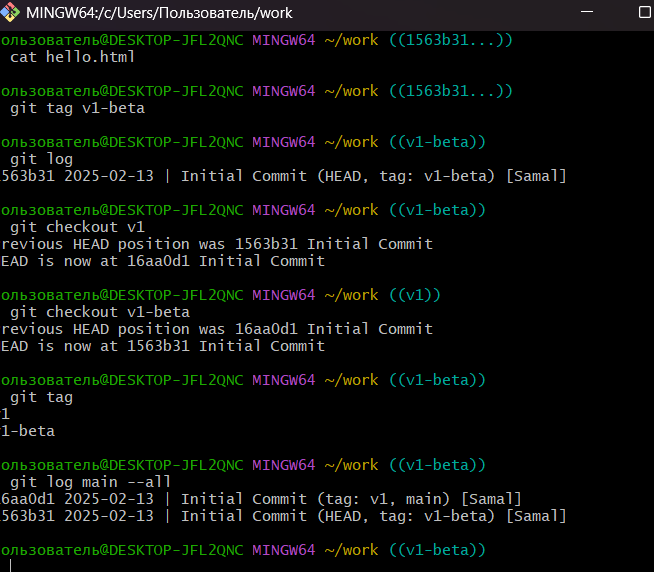 MINGW64:/c/Users/Пользователь/work
ользователь@DESKTOP-JFL2QNC MINGW64 ~/work ((1563b31...))
cat hello.html
ользователь@DESKTOP-JFL2QNC MINGW64 ~/work ((1563b31...))
git tag v1-beta
ользователь@DESKTOP-JFL2QNC MINGW64 ~/work ((v1-beta))
git log
1563b31 2025-02-13 | Initial Commit (HEAD, tag: v1-beta) [Samal]
ользователь@DESKTOP-JFL2QNC MINGW64 ~/work ((v1-beta))
git checkout v1
revious HEAD position was 1563b31 Initial Commit
EAD is now at 16aa0d1 Initial Commit
ользователь@DESKTOP-JFL2QNC MINGW64 ~/work ((v1))
git checkout v1-beta
revious HEAD position was 16aa0d1 Initial Commit
EAD is now at 1563b31 Initial Commit
ользователь@DESKTOP-JFL2QNC MINGW64 ~/work ((v1-beta))
git tag
v1
v1-beta
ользователь@DESKTOP-JFL2QNC MINGW64 ~/work ((v1-beta))
git log main --all
16aa0d1 2025-02-13 | Initial Commit (tag: v1, main) [Samal]
1563b31 2025-02-13 | Initial Commit (HEAD, tag: v1-beta) [Samal]
ользователь@DESKTOP-JFL2QNC MINGW64 ~/work ((v1-beta))